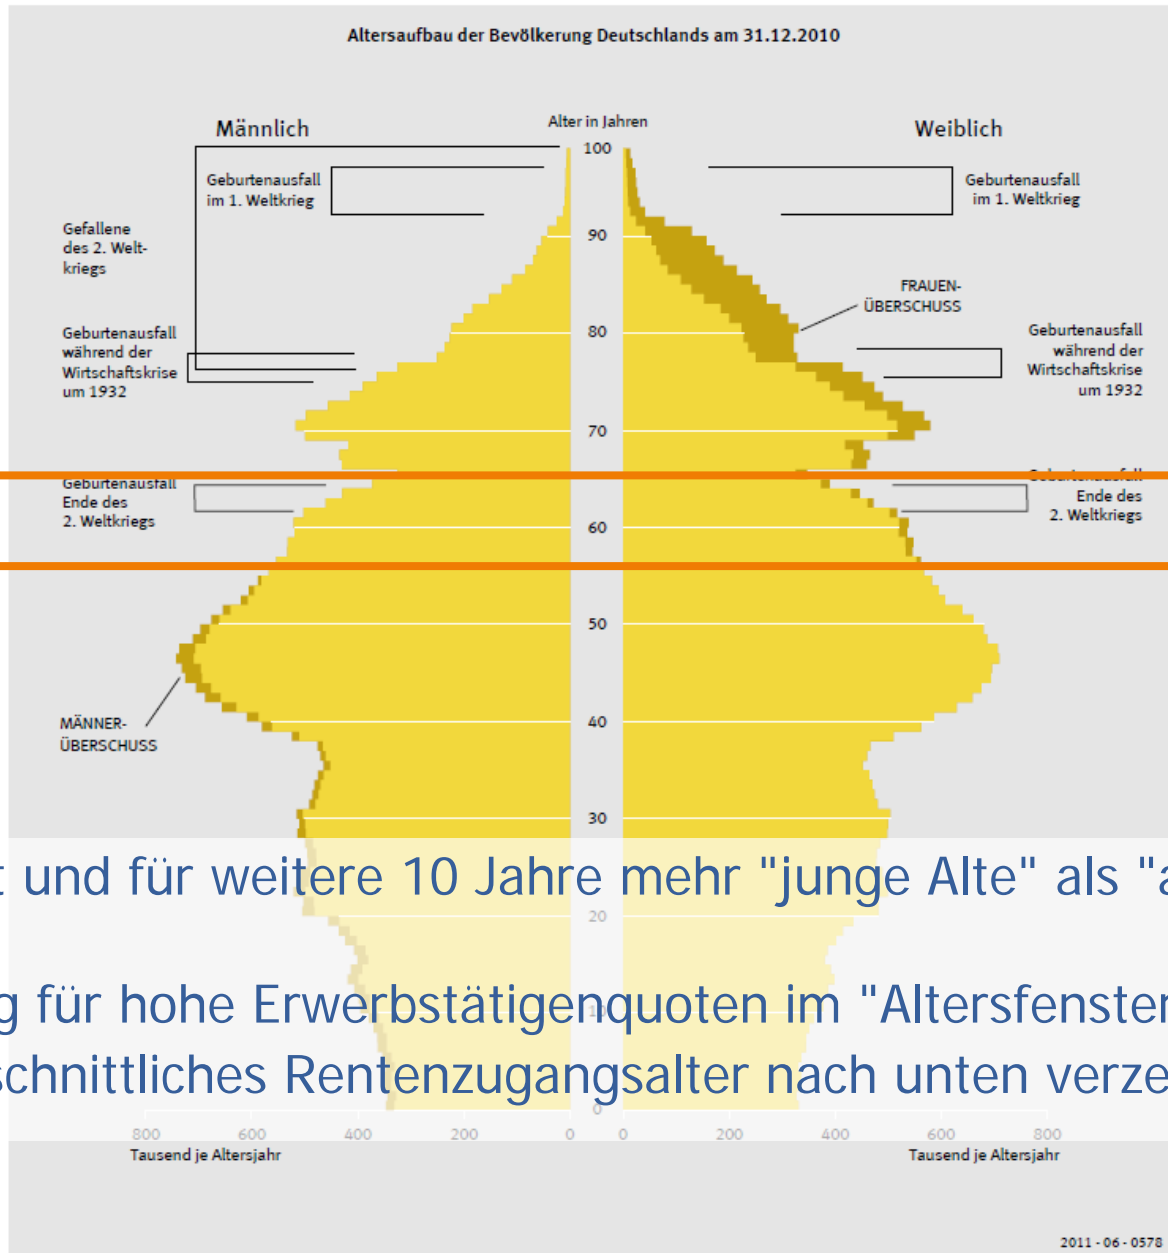 Altersaufbau der Bevölkerung Deutschlands am 31.12.2010
Männlich
Alter in Jahren
Weiblich
100
Geburtenausfall
im 1. Weltkrieg
Geburtenausfall
im 1. Weltkrieg
Gefallene
des 2. Welt-
kriegs
90
FRAUEN-
ÜBERSCHUSS
Geburtenausfall
während der
Wirtschaftskrise
um 1932
80
Geburtenausfall
während der
Wirtschaftskrise
um 1932
70
Geburtenausfall
Ende des
2. Weltkriegs
Geburtenausfall
Ende des
2. Weltkriegs
60
50
MÄNNER-
ÜBERSCHUSS
40
30
und für weitere 10 Jahre mehr "junge Alte" als "a
20
g für hohe Erwerbstätigenquoten im "Altersfenster
10
schnittliches Rentenzugangsalter nach unten verze
0
800 600 400 200 0 0 200 400 600 800
Tausend je Altersjahr
Tausend je Altersjahr
2011 - 06 - 0578